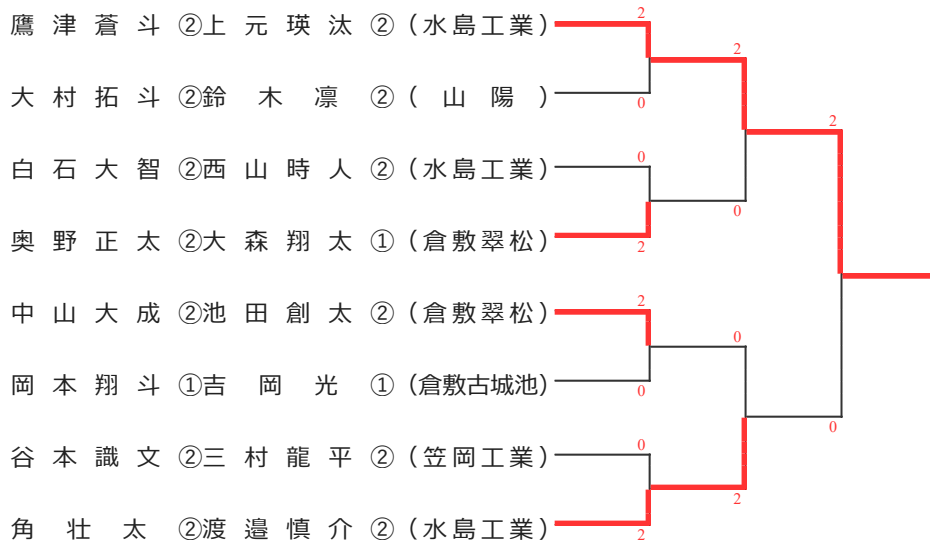 鷹津蒼斗 ②上元瑛汰 ②(水島工業)
2
2
大村拓斗 ②鈴木凛 ②(山陽)
0
2
白石大智 ②西山時人 ②(水島工業)
0
0
奥野正太 ②大森翔太 ①(倉敷翠松)
2
中山大成 ②池田創太 ②(倉敷翠松)
2
0
岡本翔斗 ①吉岡光 ①(倉敷古城池)
0
0
谷本識文 ②三村龍平 ②(笠岡工業)
0
2
角壮太 ②渡邉慎介 ②(水島工業)
2